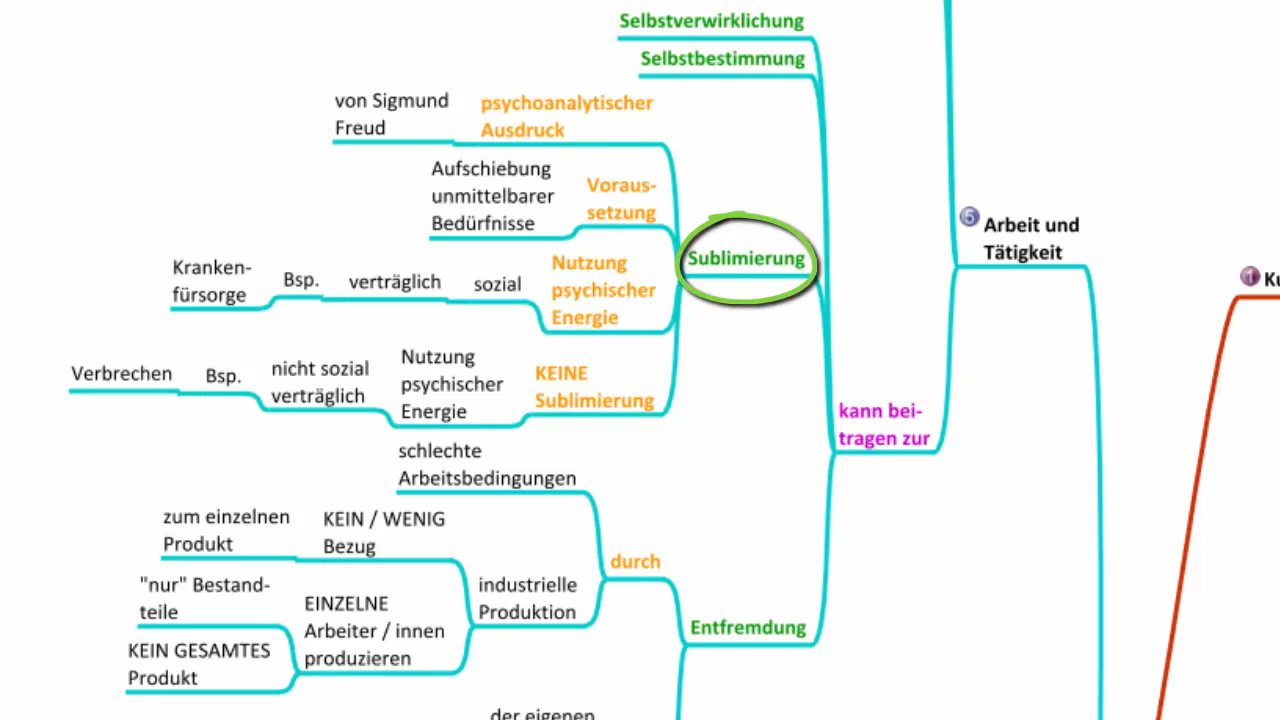 Selbstverwirklichung
Selbstbestimmung
von Sigmund
Freud
psychoanalytischer
Ausdruck
Aufschiebung
unmittelbarer
Bedürfnisse
Voraus-
setzung
Sublimierung
Kranken-
fürsorge
Bsp.
verträglich
sozial
Nutzung
psychischer
Energie
Verbrechen
Bsp.
nicht sozial
verträglich
Nutzung
psychischer
Energie
KEINE
Sublimierung
5
Arbeit und
Tätigkeit
1
kann bei-
tragen zur
schlechte
Arbeitsbedingungen
zum einzelnen
Produkt
KEIN / WENIG
Bezug
durch
"nur" Bestand-
teile
KEIN GESAMTES
Produkt
EINZELNE
Arbeiter / innen
produzieren
industrielle
Produktion
Entfremdung
der eigenen